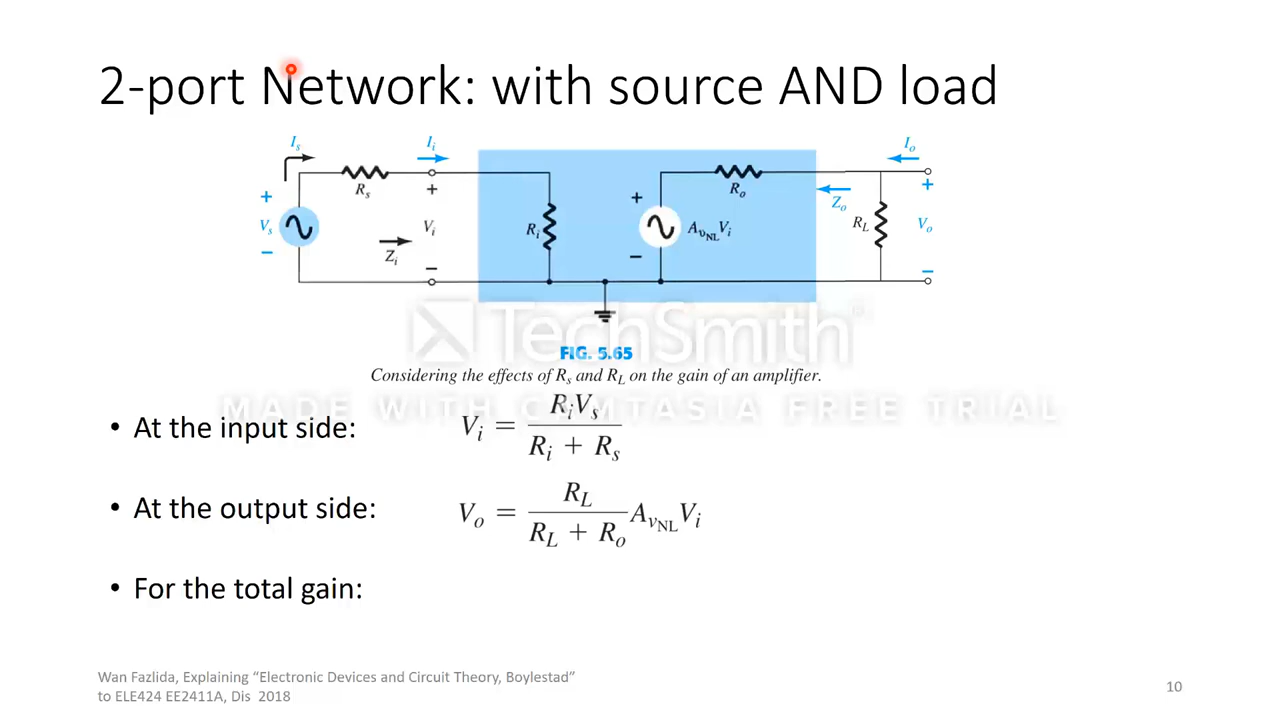 2-port Network: with source AND load
I_s
I_i
I_o
R_s
R_o
+
+
+
+
Z_o
V_s
V_i
R_i
A_vNL V_i
R_L
V_o
Z_i
−
−
−
−
TechSmith®
FIG. 5.65
Considering the effects of R_s and R_L on the gain of an amplifier.
MADE WITH CAMTASIA FREE TRIAL
• At the input side: V_i = R_i V_s / (R_i + R_s)
• At the output side: V_o = R_L / (R_L + R_o) A_vNL V_i
• For the total gain:
Wan Fazlida, Explaining “Electronic Devices and Circuit Theory, Boylestad”
to ELE424 EE2411A, Dis 2018
10